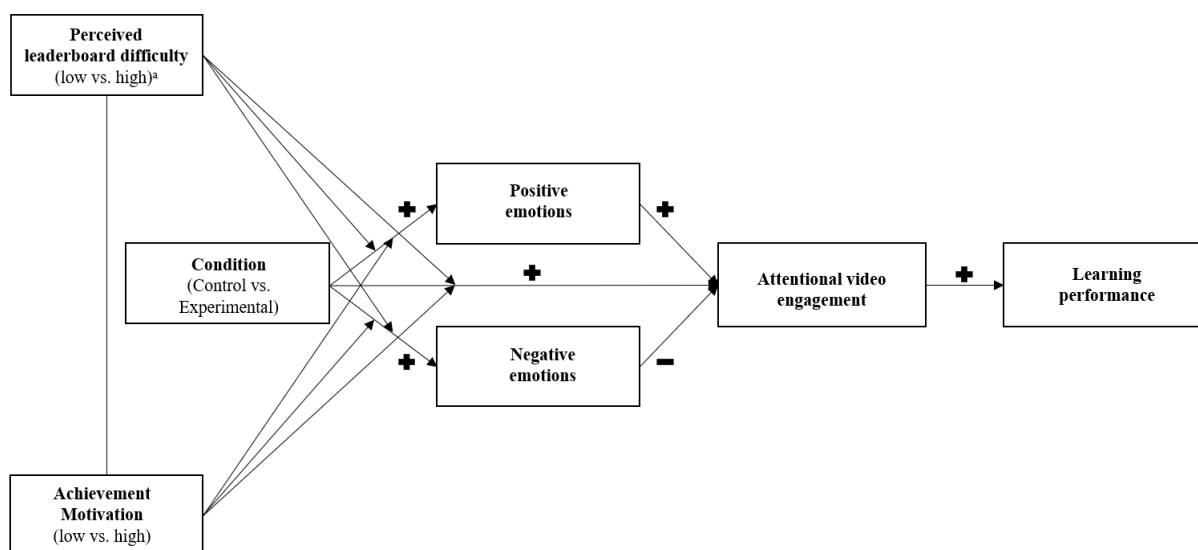 Perceived
leaderboard difficulty
(low vs. high)ᵃ
Positive
emotions
Condition
(Control vs.
Experimental)
Attentional video
engagement
Learning
performance
Negative
emotions
Achievement
Motivation
(low vs. high)
+
+
+
+
+
−